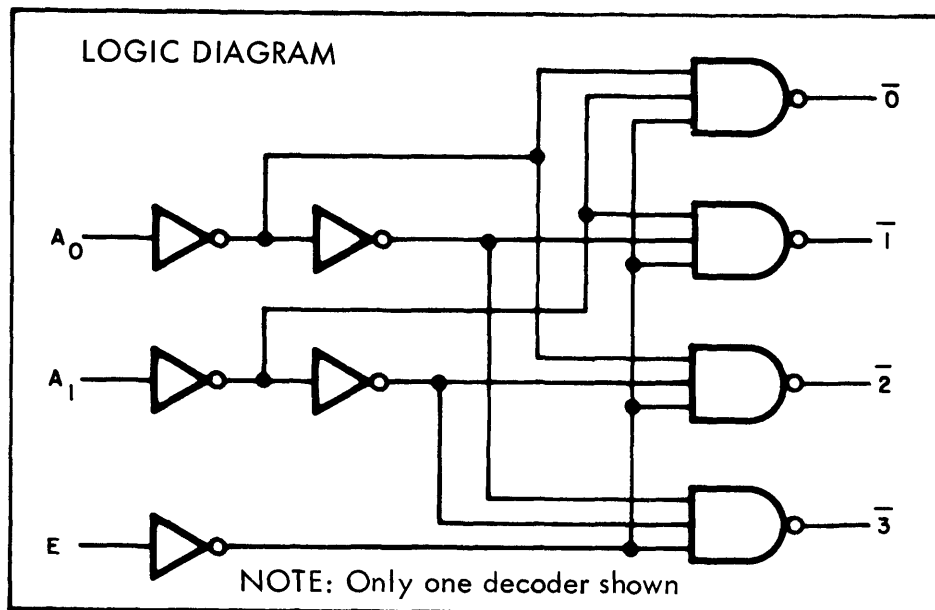 LOGIC DIAGRAM
0̅
A₀
1̅
A₁
2̅
E
3̅
NOTE: Only one decoder shown